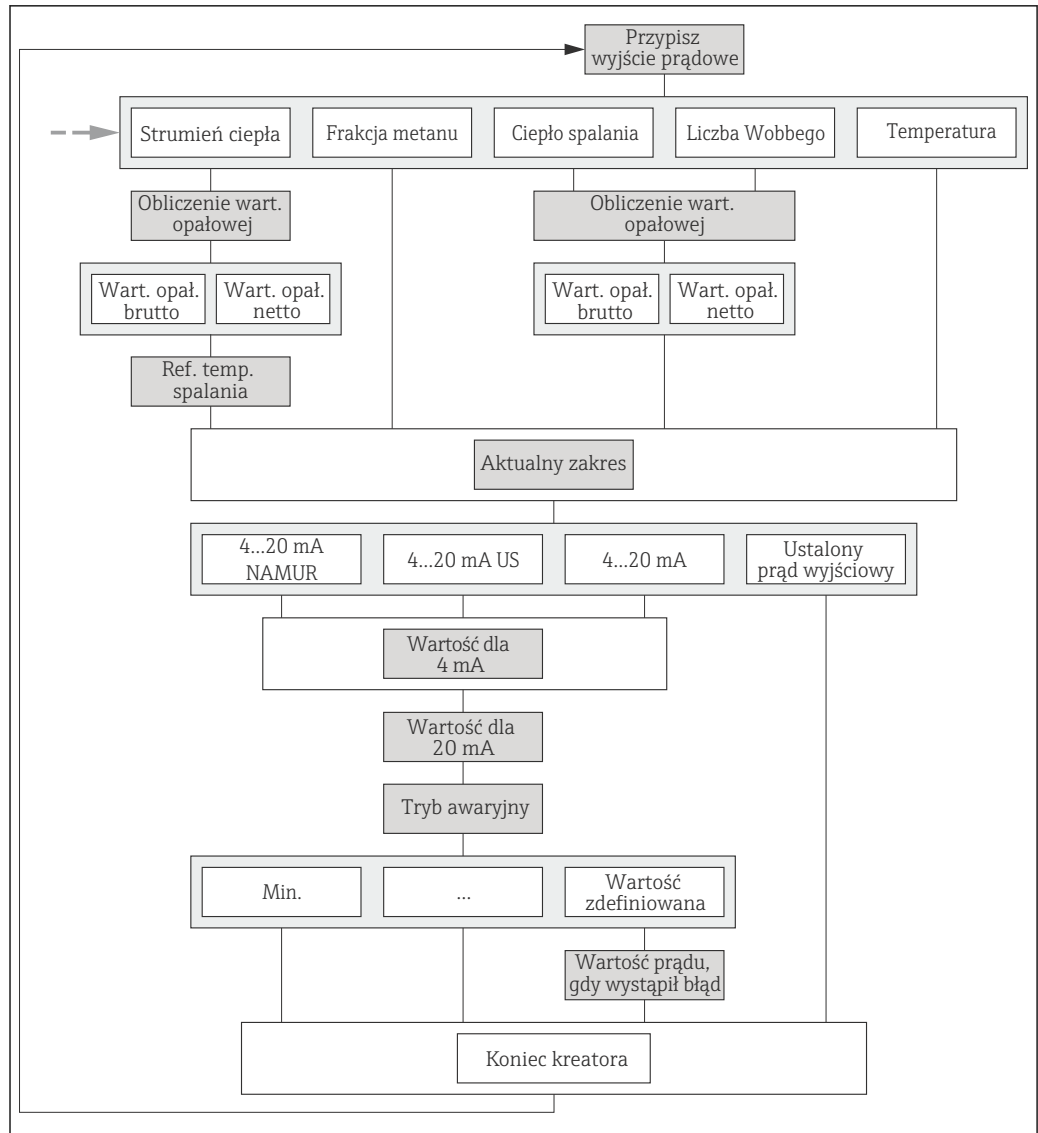 Przypisz
wyjście prądowe
Strumień ciepła
Frakcja metanu
Ciepło spalania
Liczba Wobbego
Temperatura
Obliczenie wart.
opałowej
Obliczenie wart.
opałowej
Wart. opał.
brutto
Wart. opał.
netto
Wart. opał.
brutto
Wart. opał.
netto
Ref. temp.
spalania
Aktualny zakres
4...20 mA
NAMUR
4...20 mA US
4...20 mA
Ustalony
prąd wyjściowy
Wartość dla
4 mA
Wartość dla
20 mA
Tryb awaryjny
Min.
...
Wartość
zdefiniowana
Wartość prądu,
gdy wystąpił błąd
Koniec kreatora